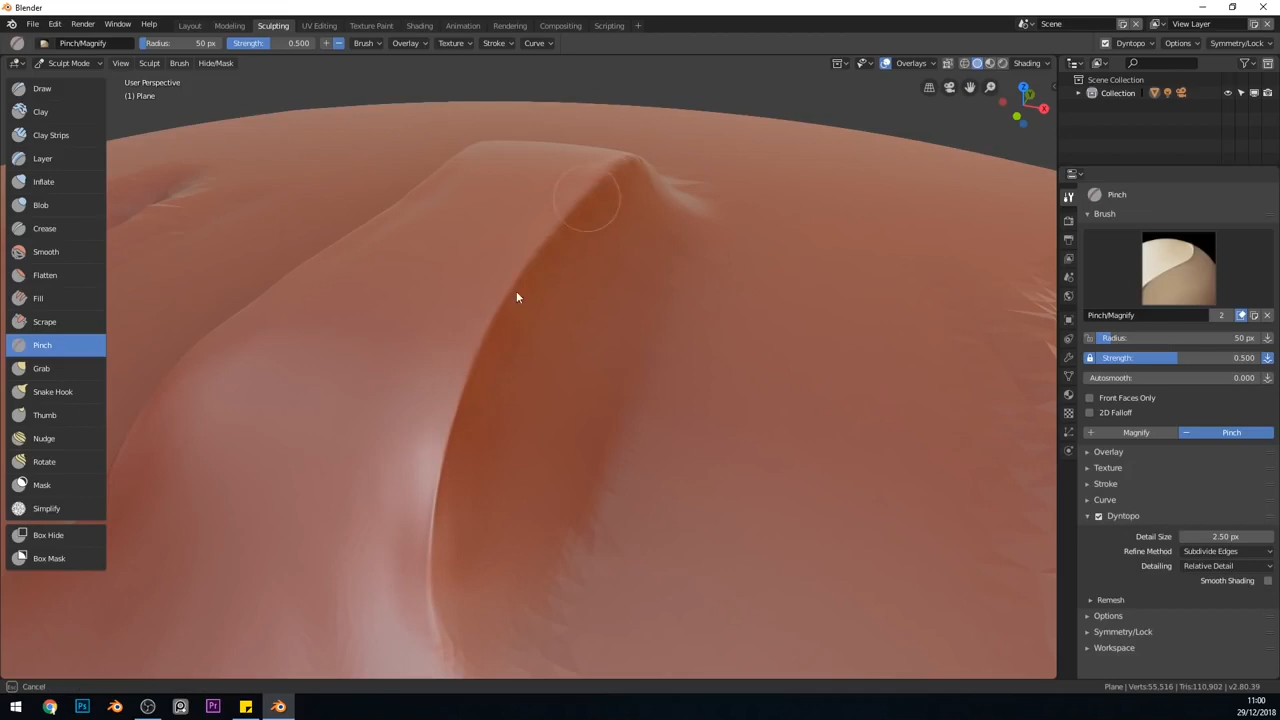 Blender
File Edit Render Window Help
Layout Modeling Sculpting UV Editing Texture Paint Shading Animation Rendering Compositing Scripting +
Scene View Layer
Pinch/Magnify Radius: 50 px Strength: 0.500 + − Brush Overlay Texture Stroke Curve Dyntopo Options Symmetry/Lock
Sculpt Mode View Sculpt Brush Hide/Mask Overlays Shading
User Perspective
(1) Plane
Z
Y
X
Scene Collection
Collection
Draw
Clay
Clay Strips
Layer
Inflate
Blob
Crease
Smooth
Flatten
Fill
Scrape
Pinch
Grab
Snake Hook
Thumb
Nudge
Rotate
Mask
Simplify
Box Hide
Box Mask
Pinch
Brush
Pinch/Magnify 2
Radius: 50 px
Strength: 0.500
Autosmooth: 0.000
Front Faces Only
2D Falloff
+ Magnify − Pinch
Overlay
Texture
Stroke
Curve
Dyntopo
Detail Size 2.50 px
Refine Method Subdivide Edges
Detailing Relative Detail
Smooth Shading
Remesh
Options
Symmetry/Lock
Workspace
Cancel Plane | Verts:55,516 | Tris:110,902 | v2.80.39
Ps Pr
11:00
29/12/2018